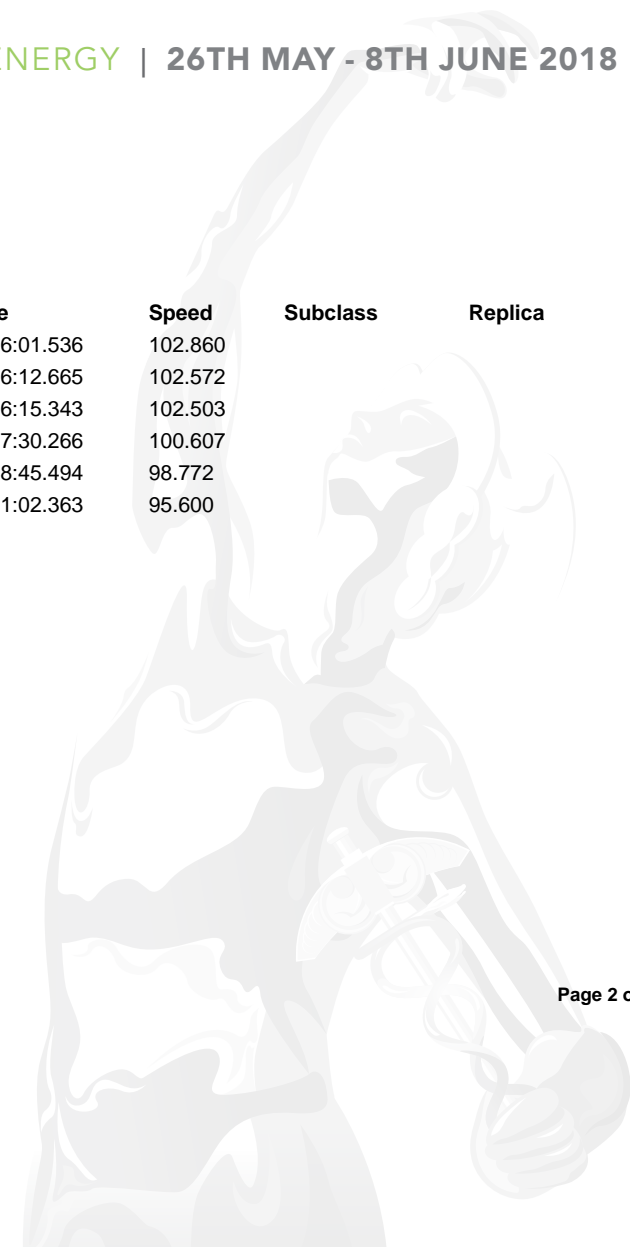 ENERGY | 26TH MAY - 8TH JUNE 2018
Speed Subclass Replica
6:01.536 102.860
6:12.665 102.572
6:15.343 102.503
7:30.266 100.607
8:45.494 98.772
1:02.363 95.600
Page 2